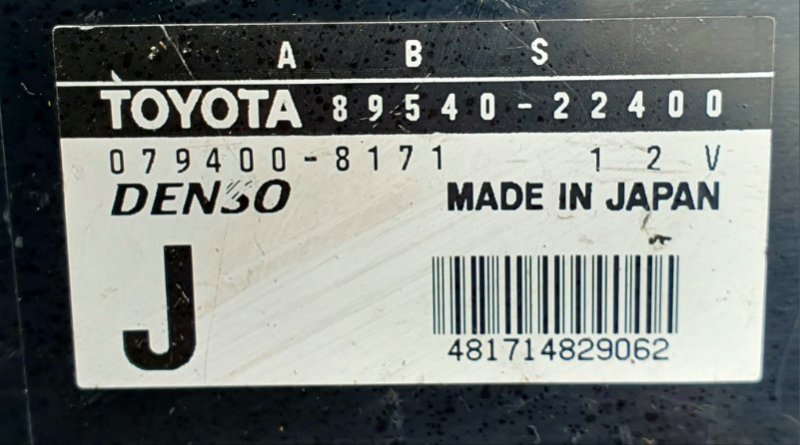 A B S
TOYOTA 89540-22400
079400-8171 12V
DENSO MADE IN JAPAN
J
481714829062